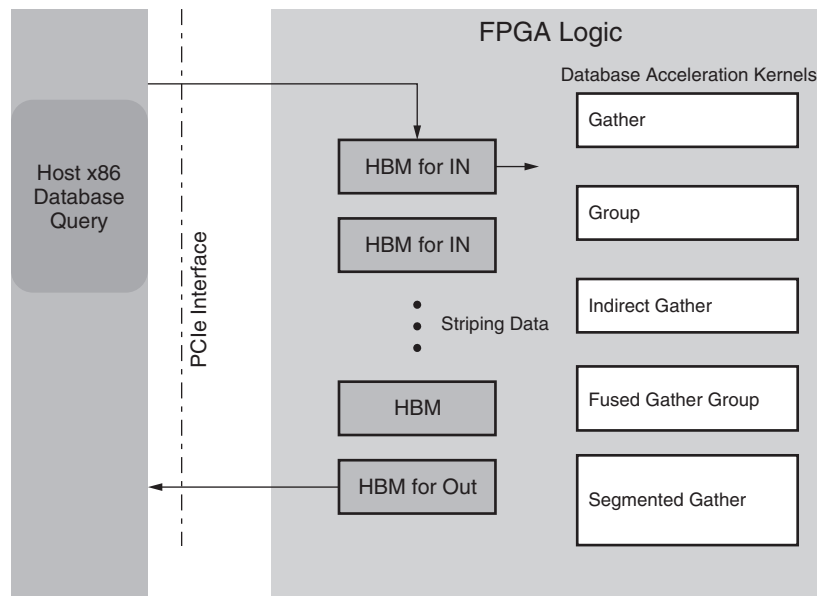 FPGA Logic
Database Acceleration Kernels
Host x86
Database
Query
PCIe Interface
HBM for IN
HBM for IN
Striping Data
HBM
HBM for Out
Gather
Group
Indirect Gather
Fused Gather Group
Segmented Gather